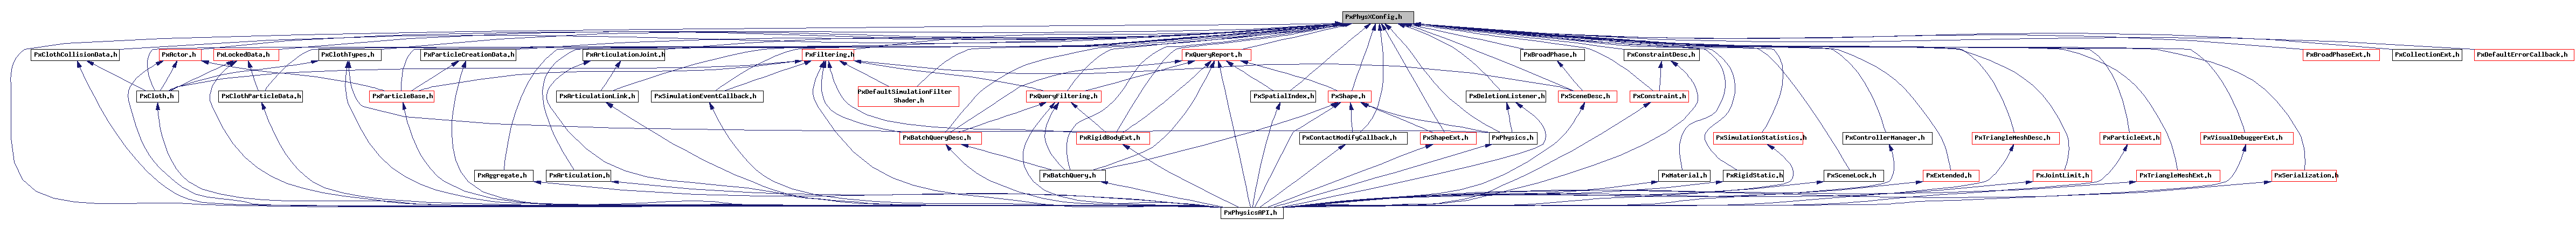 PxPhysXConfig.h
PxClothCollisionData.h
PxActor.h
PxLockedData.h
PxClothTypes.h
PxParticleCreationData.h
PxArticulationJoint.h
PxFiltering.h
PxQueryReport.h
PxBroadPhase.h
PxConstraintDesc.h
PxBroadPhaseExt.h
PxCollectionExt.h
PxDefaultErrorCallback.h
PxCloth.h
PxClothParticleData.h
PxParticleBase.h
PxArticulationLink.h
PxSimulationEventCallback.h
PxDefaultSimulationFilter
Shader.h
PxQueryFiltering.h
PxSpatialIndex.h
PxShape.h
PxDeletionListener.h
PxSceneDesc.h
PxConstraint.h
PxBatchQueryDesc.h
PxRigidBodyExt.h
PxContactModifyCallback.h
PxShapeExt.h
PxPhysics.h
PxSimulationStatistics.h
PxControllerManager.h
PxTriangleMeshDesc.h
PxParticleExt.h
PxVisualDebuggerExt.h
PxAggregate.h
PxArticulation.h
PxBatchQuery.h
PxMaterial.h
PxRigidStatic.h
PxSceneLock.h
PxExtended.h
PxJointLimit.h
PxTriangleMeshExt.h
PxSerialization.h
PxPhysicsAPI.h